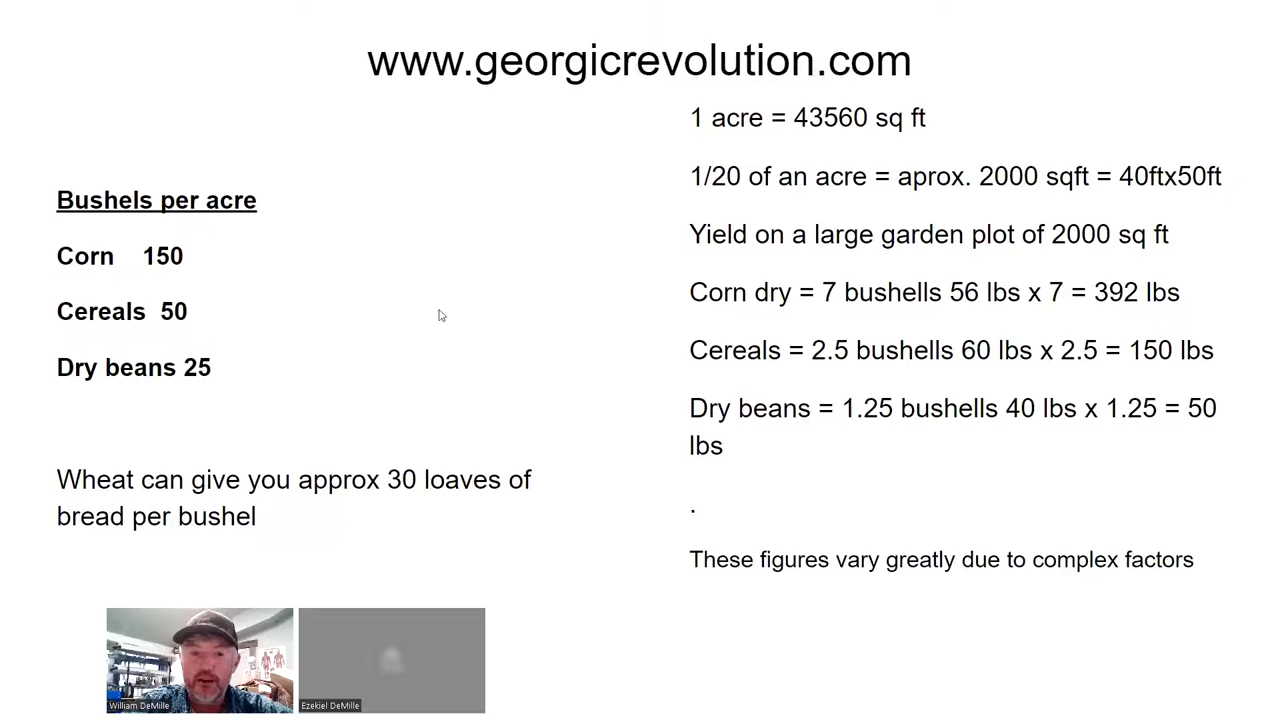 www.georgicrevolution.com
Bushels per acre
Corn 150
Cereals 50
Dry beans 25
Wheat can give you approx 30 loaves of
bread per bushel
1 acre = 43560 sq ft
1/20 of an acre = aprox. 2000 sqft = 40ftx50ft
Yield on a large garden plot of 2000 sq ft
Corn dry = 7 bushells 56 lbs x 7 = 392 lbs
Cereals = 2.5 bushells 60 lbs x 2.5 = 150 lbs
Dry beans = 1.25 bushells 40 lbs x 1.25 = 50
lbs
.
These figures vary greatly due to complex factors
William DeMille
Ezekiel DeMille